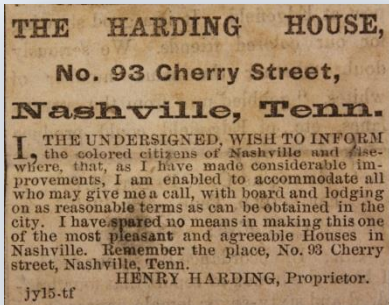 THE HARDING HOUSE,
No. 93 Cherry Street,
Nashville, Tenn.
I, THE UNDERSIGNED, WISH TO INFORM
the colored citizens of Nashville and else-
where, that, as I have made considerable im-
provements, I am enabled to accommodate all
who may give me a call, with board and lodging
on as reasonable terms as can be obtained in the
city. I have spared no means in making this one
of the most pleasant and agreeable Houses in
Nashville. Remember the place, No. 93 Cherry
street, Nashville, Tenn.
HENRY HARDING, Proprietor.
jy15-tf